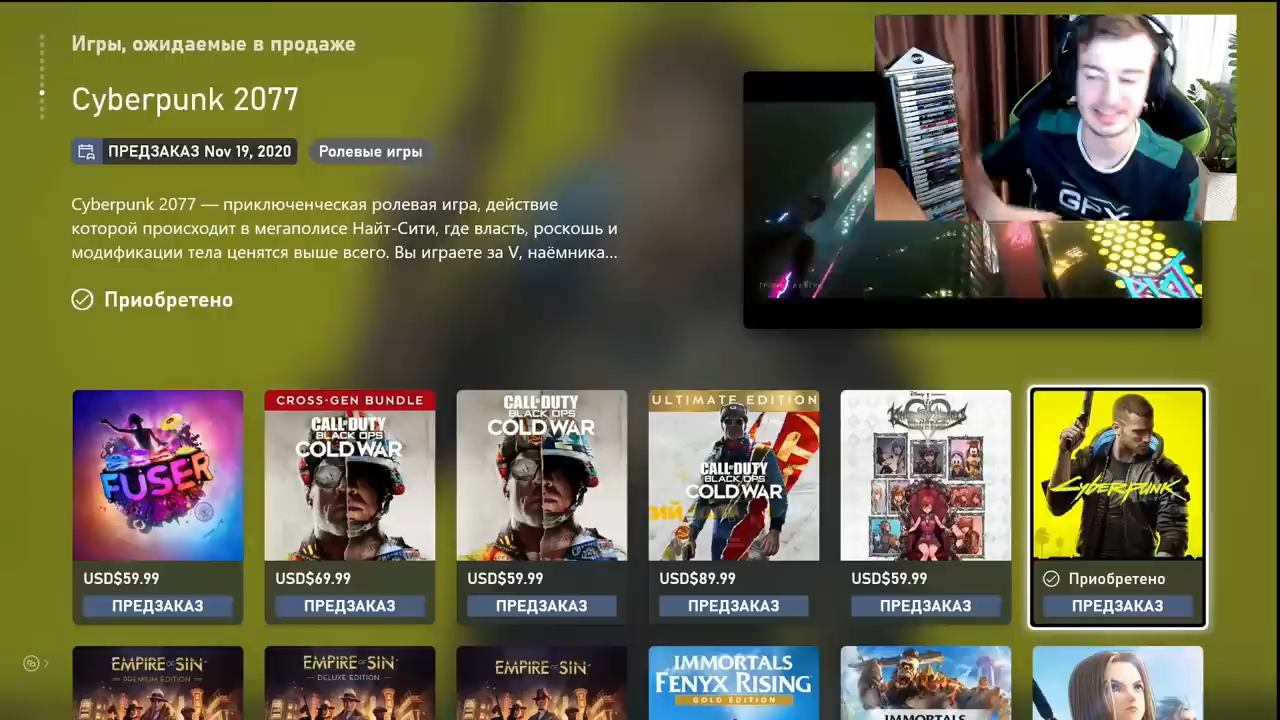 Игры, ожидаемые в продаже
Cyberpunk 2077
ПРЕДЗАКАЗ Nov 19, 2020
Ролевые игры
Cyberpunk 2077 — приключенческая ролевая игра, действие
которой происходит в мегаполисе Найт-Сити, где власть, роскошь и
модификации тела ценятся выше всего. Вы играете за V, наёмника...
Приобретено
GFX
RIOT
FUSER
USD$59.99
ПРЕДЗАКАЗ
CROSS-GEN BUNDLE
CALL OF DUTY
BLACK OPS
COLD WAR
USD$69.99
ПРЕДЗАКАЗ
CALL OF DUTY
BLACK OPS
COLD WAR
USD$59.99
ПРЕДЗАКАЗ
ULTIMATE EDITION
CALL OF DUTY
BLACK OPS
COLD WAR
USD$89.99
ПРЕДЗАКАЗ
USD$59.99
ПРЕДЗАКАЗ
CYBERPUNK
Приобретено
ПРЕДЗАКАЗ
EMPIRE OF SIN
PREMIUM EDITION
EMPIRE OF SIN
DELUXE EDITION
EMPIRE OF SIN
IMMORTALS
FENYX RISING
GOLD EDITION
IMMORTALS